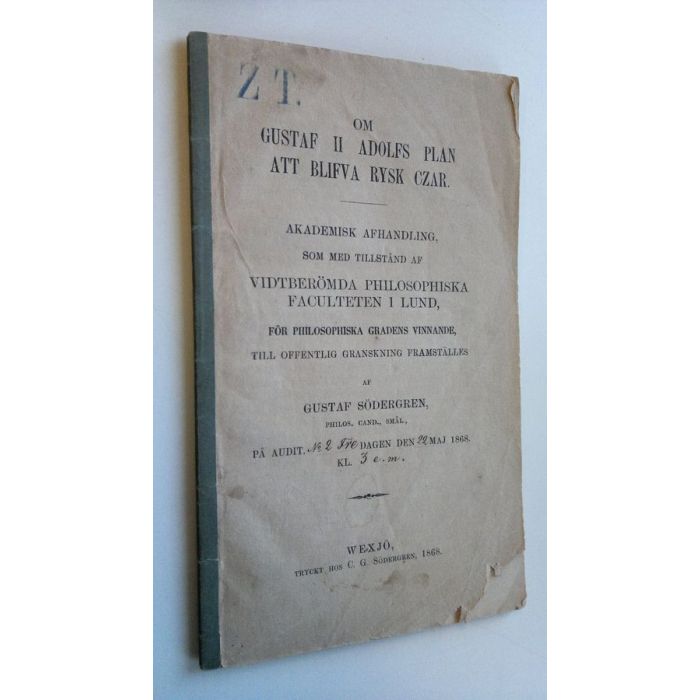 Z T.
OM
GUSTAF II ADOLFS PLAN
ATT BLIFVA RYSK CZAR.
AKADEMISK AFHANDLING,
SOM MED TILLSTÅND AF
VIDTBERÖMDA PHILOSOPHISKA
FACULTETEN I LUND,
FÖR PHILOSOPHISKA GRADENS VINNANDE,
TILL OFFENTLIG GRANSKNING FRAMSTÄLLES
AF
GUSTAF SÖDERGREN,
PHILOS. CAND., SMÅL.,
PÅ AUDIT. No 2 Fre DAGEN DEN 22 MAJ 1868.
KL. 3 e.m.
WEXJÖ,
TRYCKT HOS C. G. SÖDERGREN, 1868.